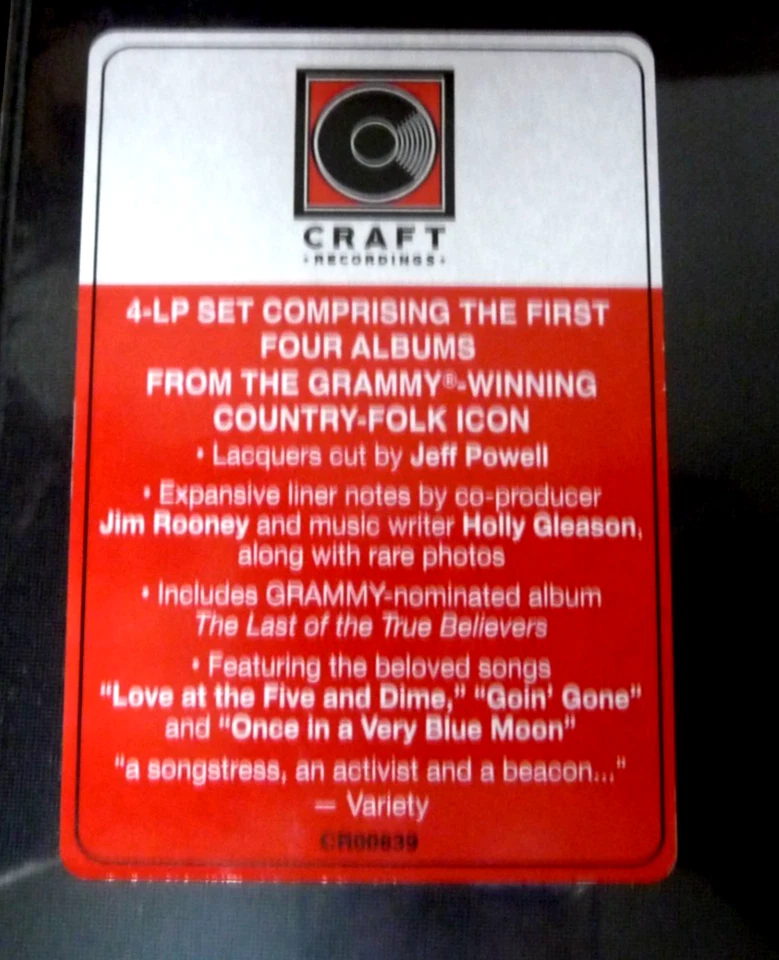 CRAFT
·RECORDINGS·
4-LP SET COMPRISING THE FIRST
FOUR ALBUMS
FROM THE GRAMMY®-WINNING
COUNTRY-FOLK ICON
• Lacquers cut by Jeff Powell
• Expansive liner notes by co-producer
Jim Rooney and music writer Holly Gleason,
along with rare photos
• Includes GRAMMY-nominated album
The Last of the True Believers
• Featuring the beloved songs
“Love at the Five and Dime,” “Goin’ Gone”
and “Once in a Very Blue Moon”
“a songstress, an activist and a beacon...”
— Variety
CR00639